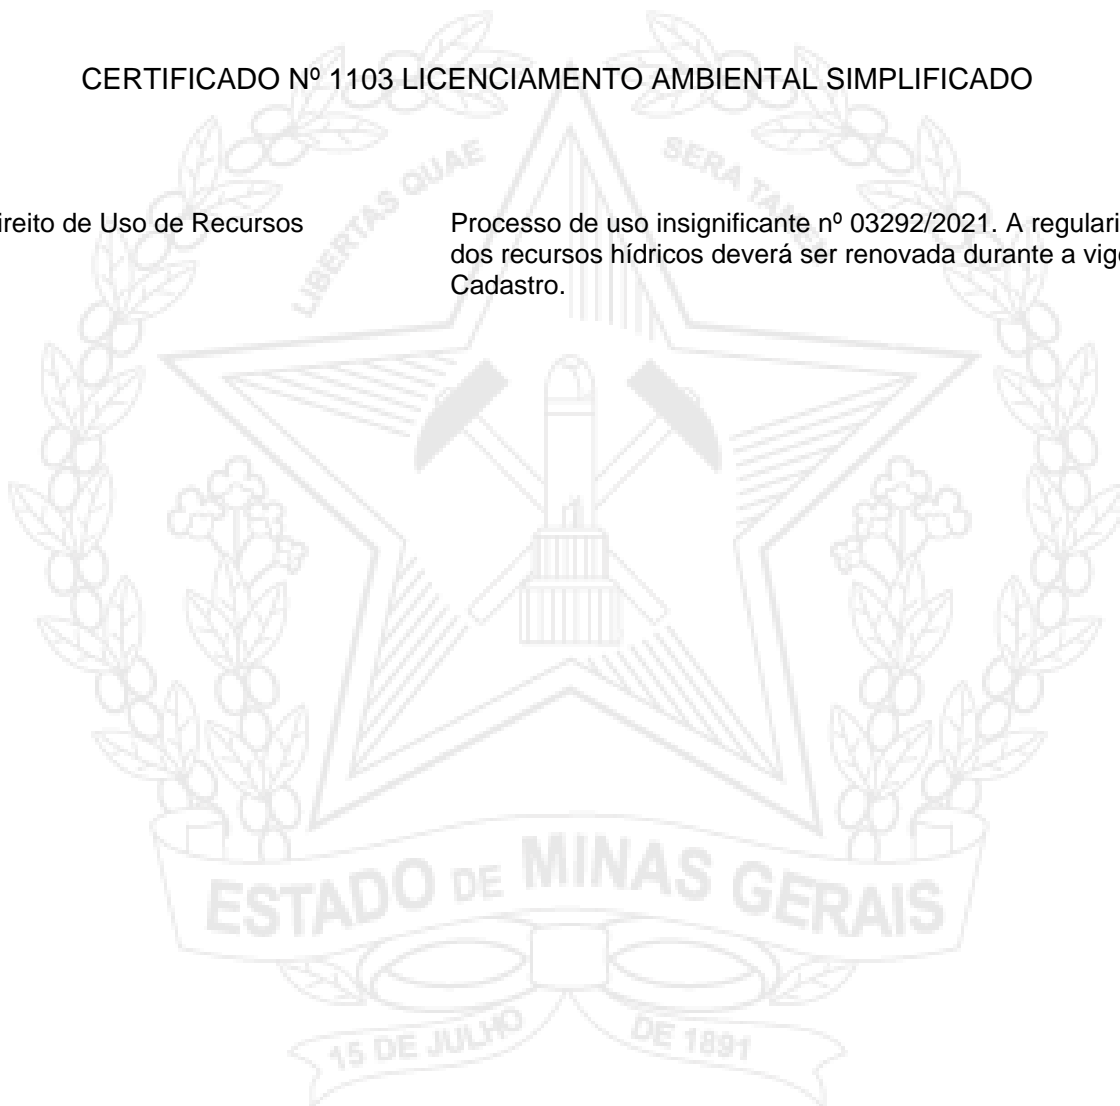 CERTIFICADO Nº 1103 LICENCIAMENTO AMBIENTAL SIMPLIFICADO
LIBERTAS QUAE SERA TAMEN
ireito de Uso de Recursos
Processo de uso insignificante nº 03292/2021. A regulari
dos recursos hídricos deverá ser renovada durante a vig
Cadastro.
ESTADO DE MINAS GERAIS
15 DE JULHO DE 1891